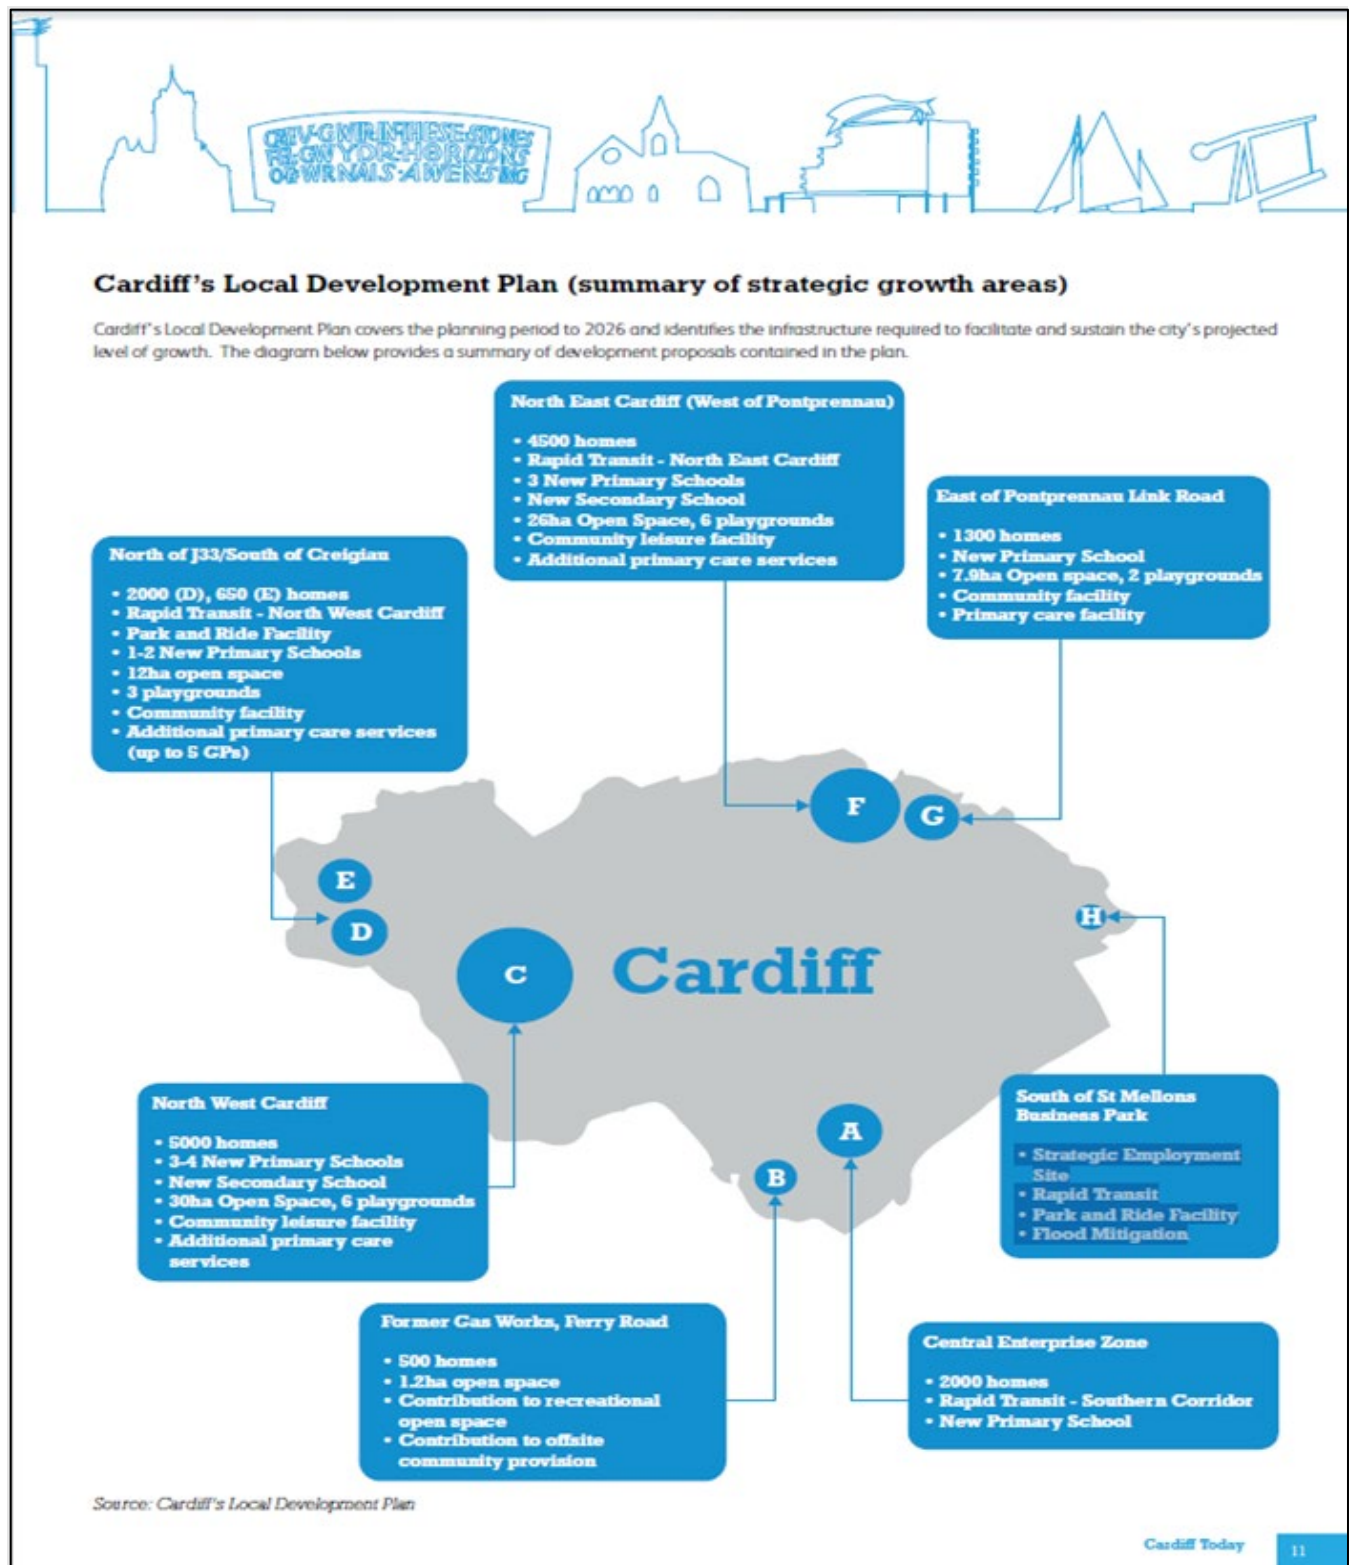 CREU GWIR IN THESE STONES
FEL GWYDR HORIZONS
O FFWRNAIS AWEN SING
Cardiff's Local Development Plan (summary of strategic growth areas)
Cardiff's Local Development Plan covers the planning period to 2026 and identifies the infrastructure required to facilitate and sustain the city's projected
level of growth. The diagram below provides a summary of development proposals contained in the plan.
North East Cardiff (West of Pontprennau)
• 4500 homes
• Rapid Transit - North East Cardiff
• 3 New Primary Schools
• New Secondary School
• 26ha Open Space, 6 playgrounds
• Community leisure facility
• Additional primary care services
East of Pontprennau Link Road
• 1300 homes
• New Primary School
• 7.9ha Open space, 2 playgrounds
• Community facility
• Primary care facility
North of J33/South of Creigiau
• 2000 (D), 650 (E) homes
• Rapid Transit - North West Cardiff
• Park and Ride Facility
• 1-2 New Primary Schools
• 12ha open space
• 3 playgrounds
• Community facility
• Additional primary care services
(up to 5 GPs)
F
G
E
D
H
C
Cardiff
A
B
North West Cardiff
• 5000 homes
• 3-4 New Primary Schools
• New Secondary School
• 30ha Open Space, 6 playgrounds
• Community leisure facility
• Additional primary care
services
South of St Mellons
Business Park
• Strategic Employment
Site
• Rapid Transit
• Park and Ride Facility
• Flood Mitigation
Former Gas Works, Ferry Road
• 500 homes
• 1.2ha open space
• Contribution to recreational
open space
• Contribution to offsite
community provision
Central Enterprise Zone
• 2000 homes
• Rapid Transit - Southern Corridor
• New Primary School
Source: Cardiff's Local Development Plan
Cardiff Today 11